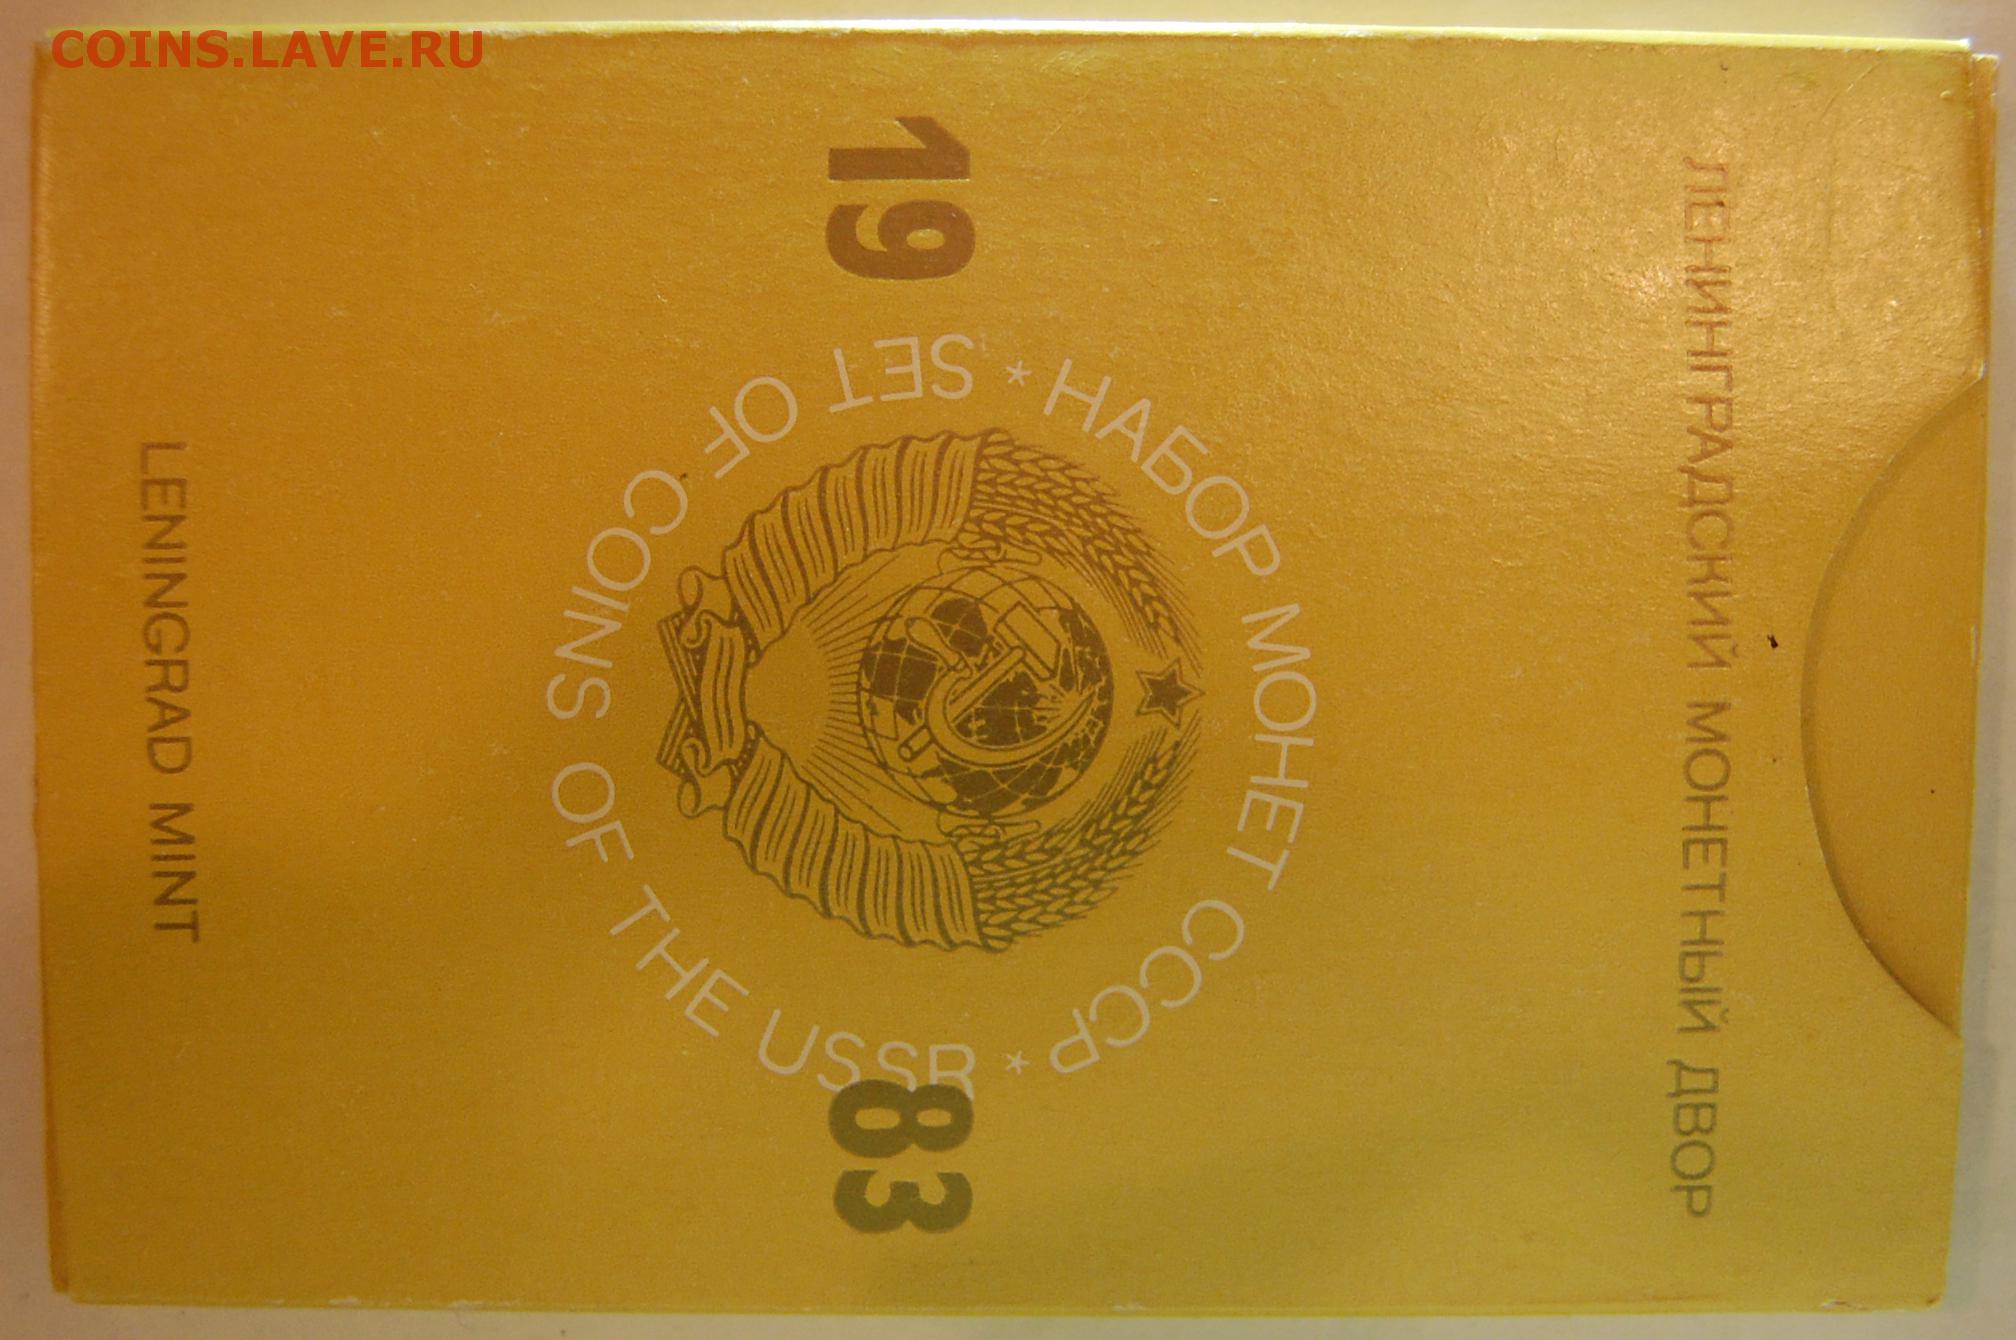 COINS.LAVE.RU
ЛЕНИНГРАДСКИЙ МОНЕТНЫЙ ДВОР
* НАБОР МОНЕТ СССР *
19 83
SET OF COINS OF THE USSR
LENINGRAD MINT